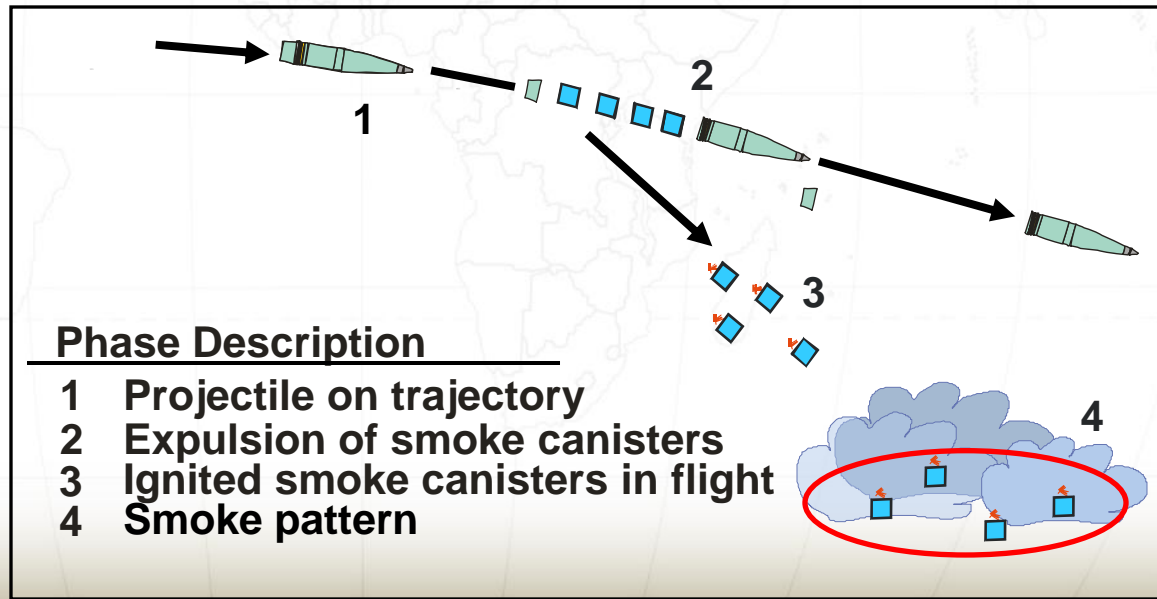 1
2
3
Phase Description
1 Projectile on trajectory
2 Expulsion of smoke canisters
3 Ignited smoke canisters in flight
4 Smoke pattern
4